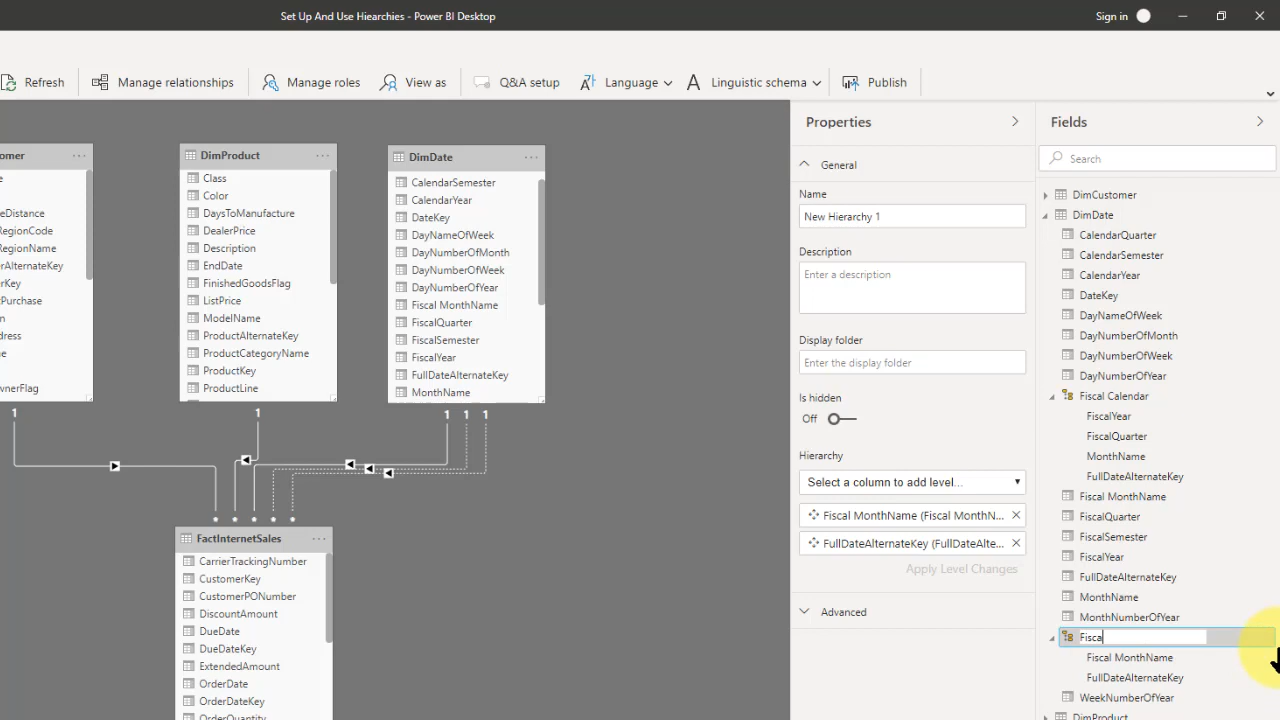 Set Up And Use Hiearchies - Power BI Desktop
Sign in
Refresh
Manage relationships
Manage roles
View as
Q&A setup
Language
Linguistic schema
Publish
omer
eDistance
RegionCode
RegionName
rAlternateKey
rKey
tPurchase
n
dress
e
wnerFlag
DimProduct
Class
Color
DaysToManufacture
DealerPrice
Description
EndDate
FinishedGoodsFlag
ListPrice
ModelName
ProductAlternateKey
ProductCategoryName
ProductKey
ProductLine
DimDate
CalendarSemester
CalendarYear
DateKey
DayNameOfWeek
DayNumberOfMonth
DayNumberOfWeek
DayNumberOfYear
Fiscal MonthName
FiscalQuarter
FiscalSemester
FiscalYear
FullDateAlternateKey
MonthName
1
1
1
1
1
FactInternetSales
CarrierTrackingNumber
CustomerKey
CustomerPONumber
DiscountAmount
DueDate
DueDateKey
ExtendedAmount
OrderDate
OrderDateKey
OrderQuantity
Properties
General
Name
New Hierarchy 1
Description
Enter a description
Display folder
Enter the display folder
Is hidden
Off
Hierarchy
Select a column to add level...
Fiscal MonthName (Fiscal MonthN...
FullDateAlternateKey (FullDateAlte...
Apply Level Changes
Advanced
Fields
Search
DimCustomer
DimDate
CalendarQuarter
CalendarSemester
CalendarYear
DateKey
DayNameOfWeek
DayNumberOfMonth
DayNumberOfWeek
DayNumberOfYear
Fiscal Calendar
FiscalYear
FiscalQuarter
MonthName
FullDateAlternateKey
Fiscal MonthName
FiscalQuarter
FiscalSemester
FiscalYear
FullDateAlternateKey
MonthName
MonthNumberOfYear
Fisca
Fiscal MonthName
FullDateAlternateKey
WeekNumberOfYear
DimProduct